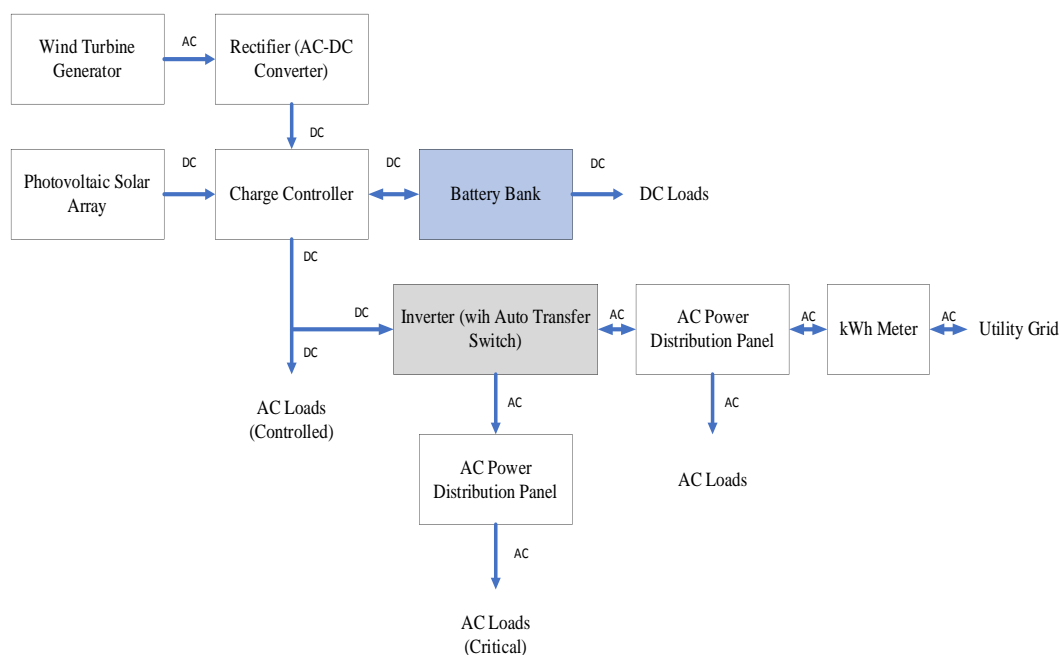 Wind Turbine
Generator
AC
Rectifier (AC-DC
Converter)
DC
Photovoltaic Solar
Array
DC
Charge Controller
DC
Battery Bank
DC
DC Loads
DC
DC
Inverter (wih Auto Transfer
Switch)
AC
AC Power
Distribution Panel
AC
kWh Meter
AC
Utility Grid
DC
AC Loads
(Controlled)
AC
AC Power
Distribution Panel
AC
AC Loads
AC
AC Loads
(Critical)